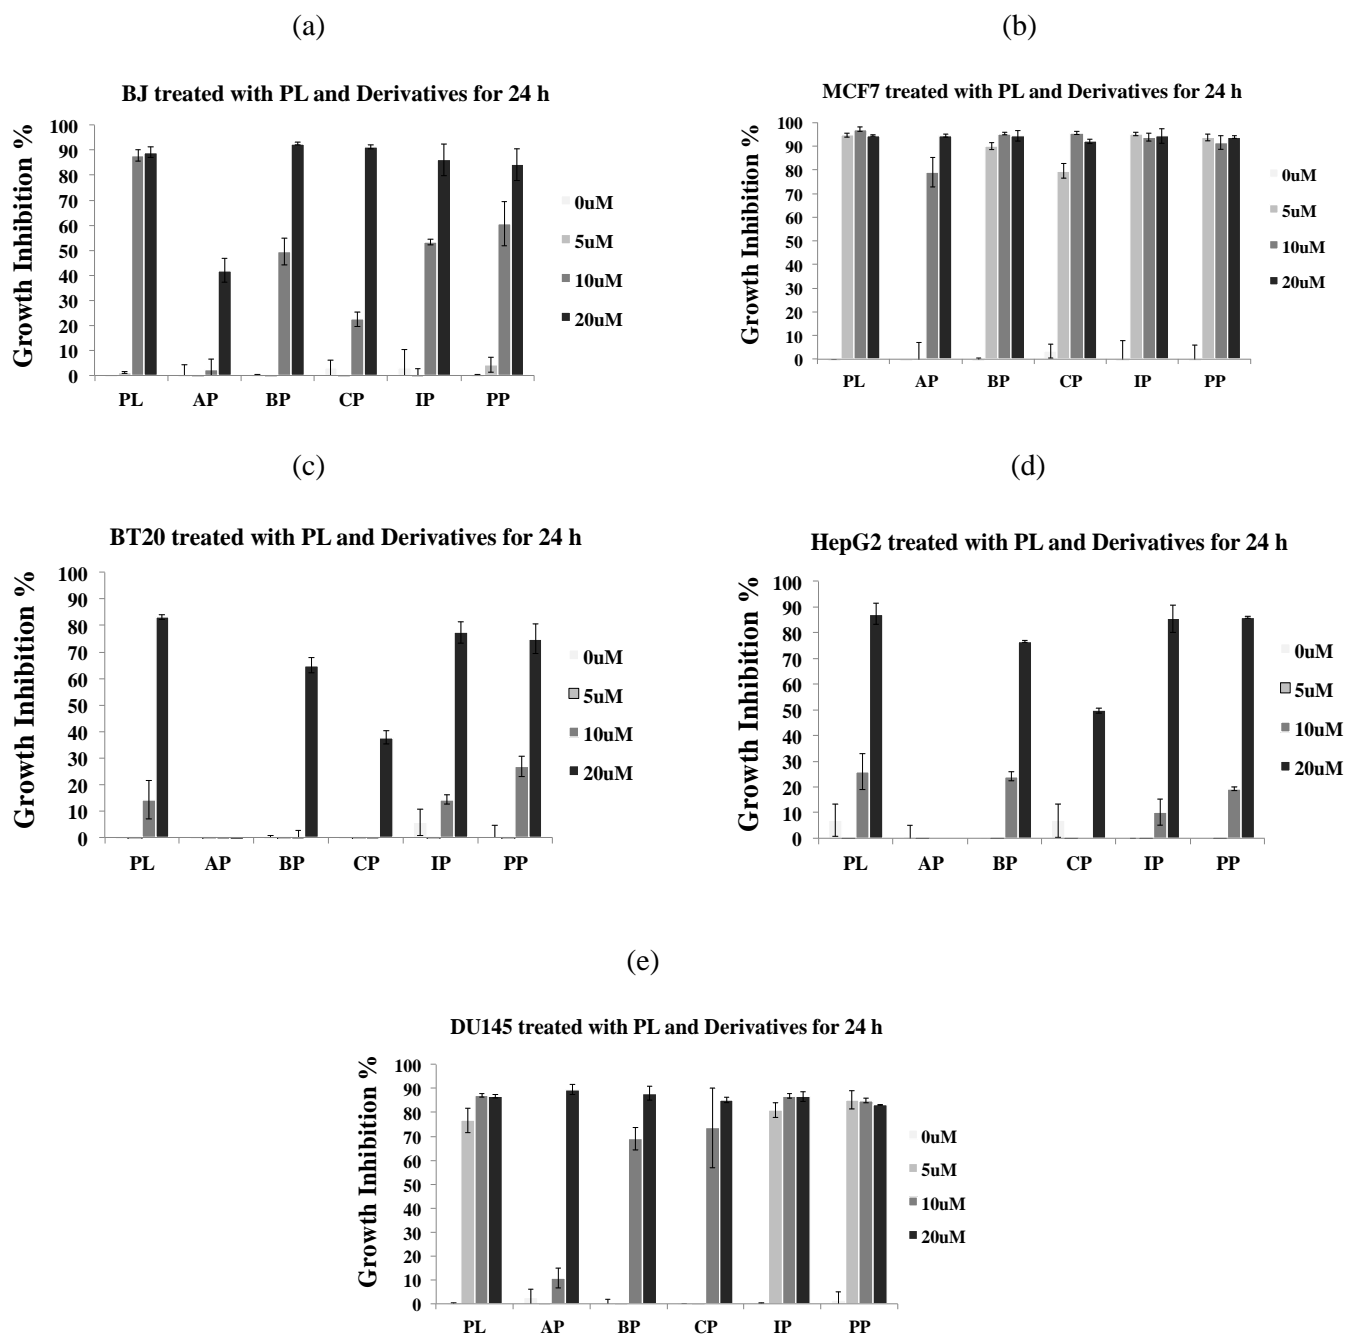 (a)
BJ treated with PL and Derivatives for 24 h
Growth Inhibition %
100
90
80
70
60
50
40
30
20
10
0
PL AP BP CP IP PP
0uM
5uM
10uM
20uM
(b)
MCF7 treated with PL and Derivatives for 24 h
Growth Inhibition %
100
90
80
70
60
50
40
30
20
10
0
PL AP BP CP IP PP
0uM
5uM
10uM
20uM
(c)
BT20 treated with PL and Derivatives for 24 h
Growth Inhibition %
100
90
80
70
60
50
40
30
20
10
0
PL AP BP CP IP PP
0uM
5uM
10uM
20uM
(d)
HepG2 treated with PL and Derivatives for 24 h
Growth Inhibition %
100
90
80
70
60
50
40
30
20
10
0
PL AP BP CP IP PP
0uM
5uM
10uM
20uM
(e)
DU145 treated with PL and Derivatives for 24 h
Growth Inhibition %
100
90
80
70
60
50
40
30
20
10
0
PL AP BP CP IP PP
0uM
5uM
10uM
20uM